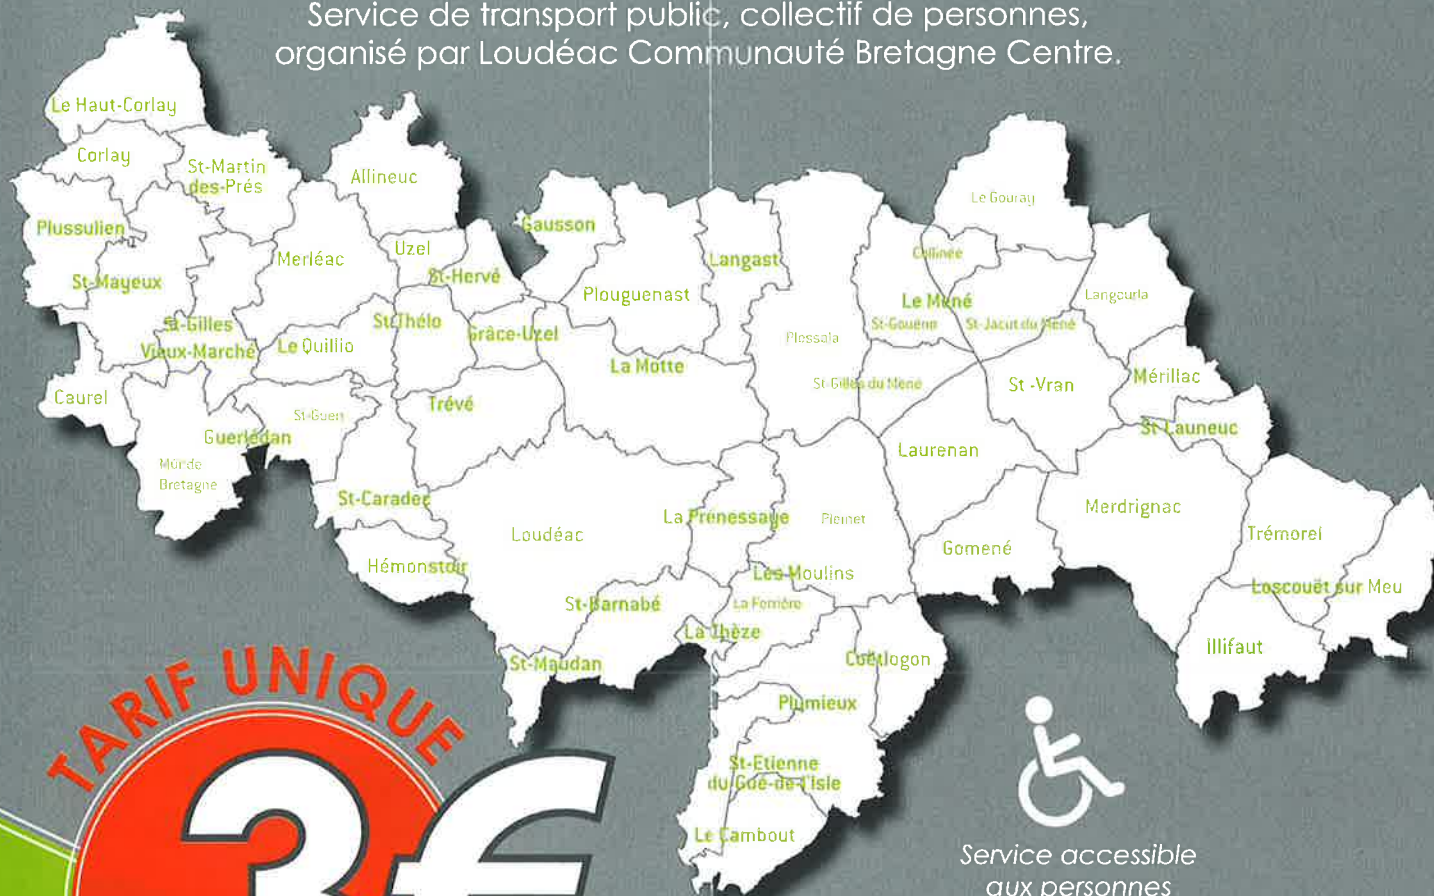 Service de transport public, collectif de personnes,
organisé par Loudéac Communauté Bretagne Centre.
Le Haut-Corlay
Corlay
St-Martin
des-Prés
Allineuc
Plussulien
St-Mayeux
Merléac
Uzel
St-Hervé
Gausson
Plouguenast
Langast
Le Gouray
Collinée
Le Mené
St-Gouéno
St-Jacut du Mené
Langourla
St-Gilles
Vieux-Marché
Le Quillio
St-Thélo
Grâce-Uzel
La Motte
Plessala
St-Gilles du Mené
St -Vran
Mérillac
St-Launeuc
Caurel
St-Guen
Guerlédan
Mûr-de
Bretagne
Trévé
St-Caradec
Hémonstoir
Loudéac
La Prénessaye
Plémet
Laurenan
Gomené
Merdrignac
Trémorel
Loscouët sur Meu
Illifaut
Les Moulins
La Ferrière
St-Barnabé
La Chèze
St-Maudan
Coëtlogon
Plumieux
St-Etienne
du-Gué-de-l'Isle
Le Cambout
TARIF UNIQUE
3€
Service accessible
aux personnes